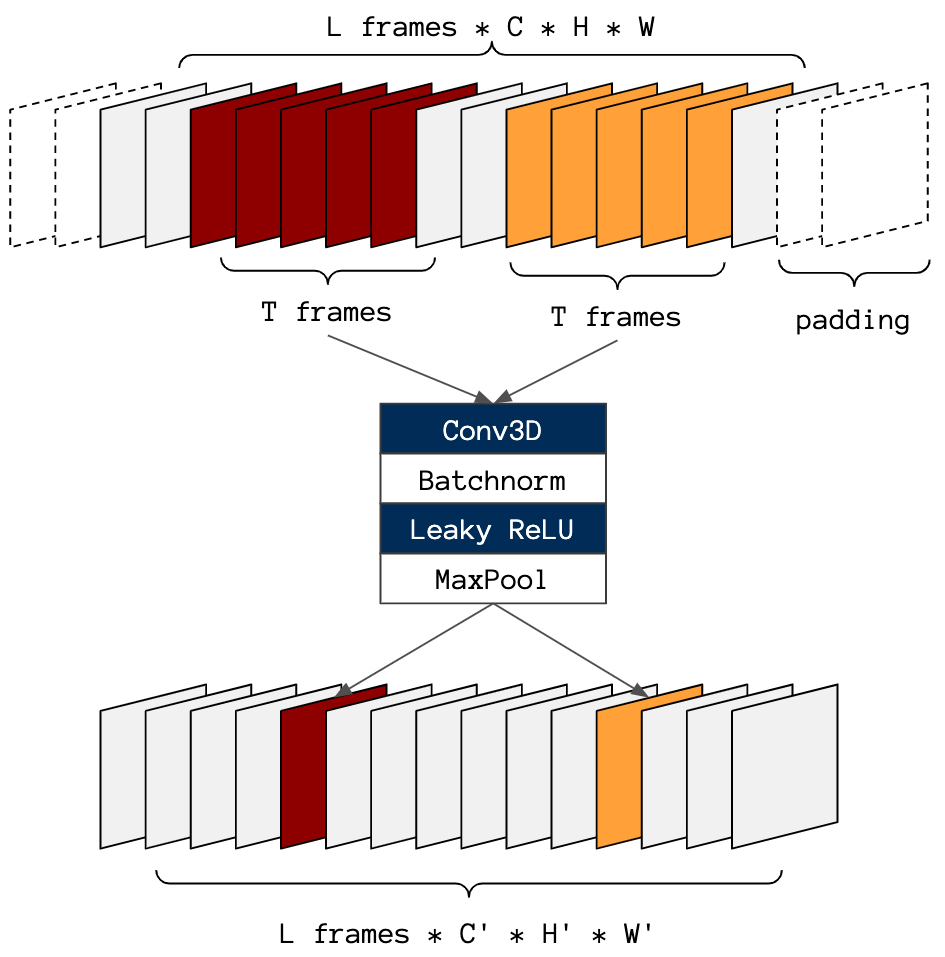 L frames * C * H * W
T frames
T frames
padding
Conv3D
Batchnorm
Leaky ReLU
MaxPool
L frames * C' * H' * W'